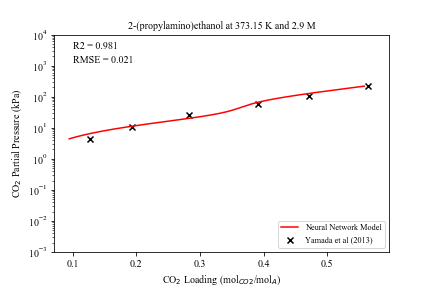 2-(propylamino)ethanol at 373.15 K and 2.9 M
R2 = 0.981
RMSE = 0.021
CO₂ Partial Pressure (kPa)
10⁴
10³
10²
10¹
10⁰
10⁻¹
10⁻²
10⁻³
Neural Network Model
Yamada et al (2013)
0.1 0.2 0.3 0.4 0.5
CO₂ Loading (mol_CO2/mol_A)